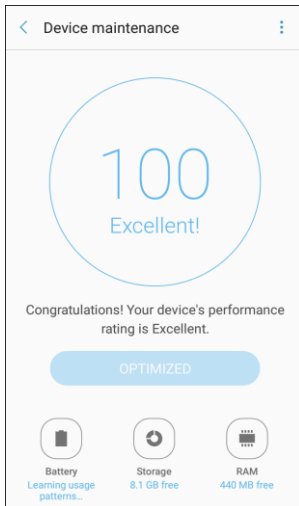 Device maintenance
100
Excellent!
Congratulations! Your device's performance
rating is Excellent.
OPTIMIZED
Battery
Learning usage
patterns...
Storage
8.1 GB free
RAM
440 MB free